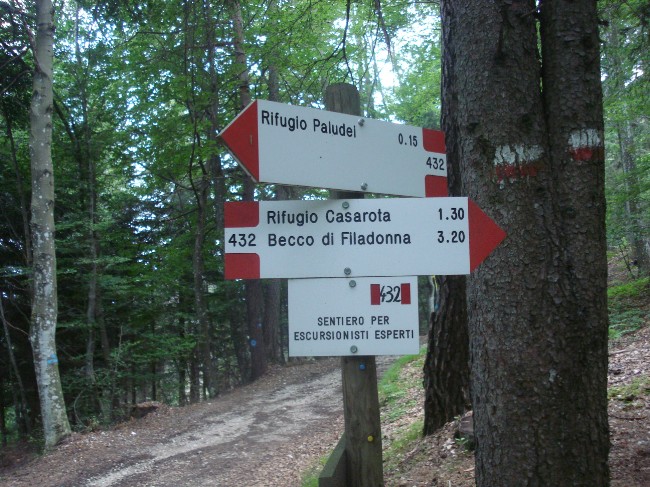 Rifugio Paludei 0.15
432
432
Rifugio Casarota 1.30
Becco di Filadonna 3.20
432
SENTIERO PER
ESCURSIONISTI ESPERTI